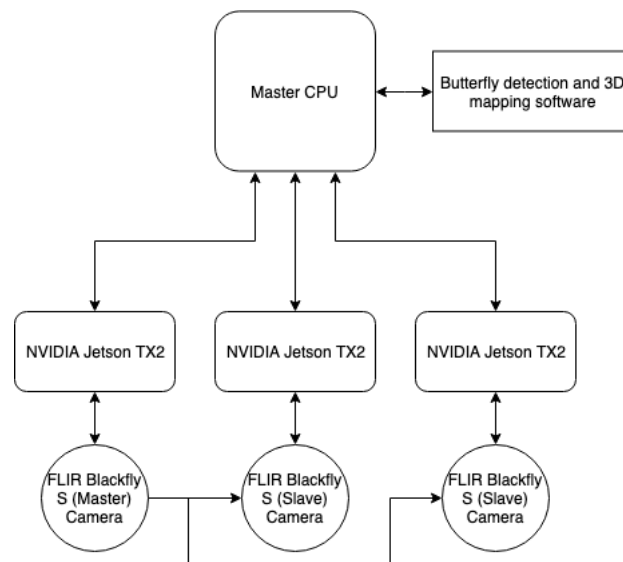 Master CPU
Butterfly detection and 3D
mapping software
NVIDIA Jetson TX2
NVIDIA Jetson TX2
NVIDIA Jetson TX2
FLIR Blackfly
S (Master)
Camera
FLIR Blackfly
S (Slave)
Camera
FLIR Blackfly
S (Slave)
Camera